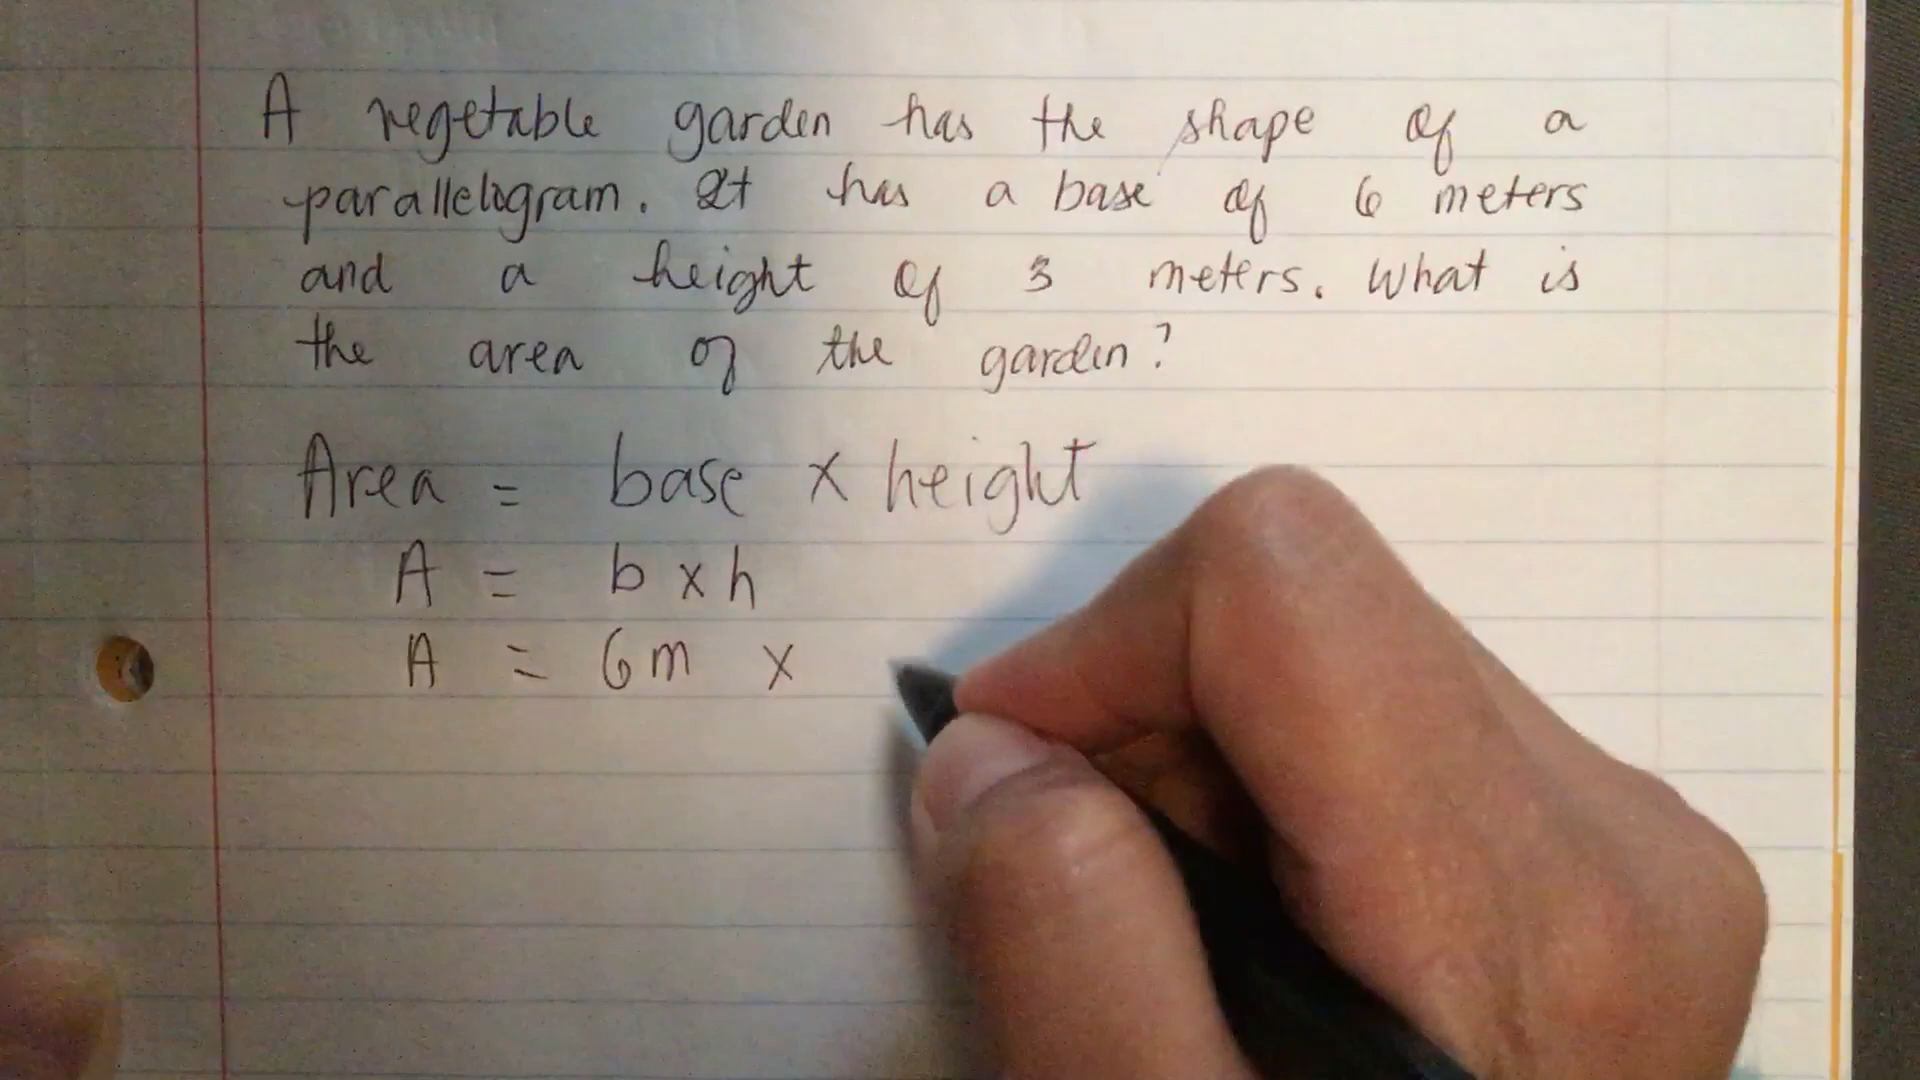 A vegetable garden has the shape of a
parallelogram. It has a base of 6 meters
and a height of 3 meters. What is
the area of the garden?
Area = base x height
A = b x h
A = 6m x